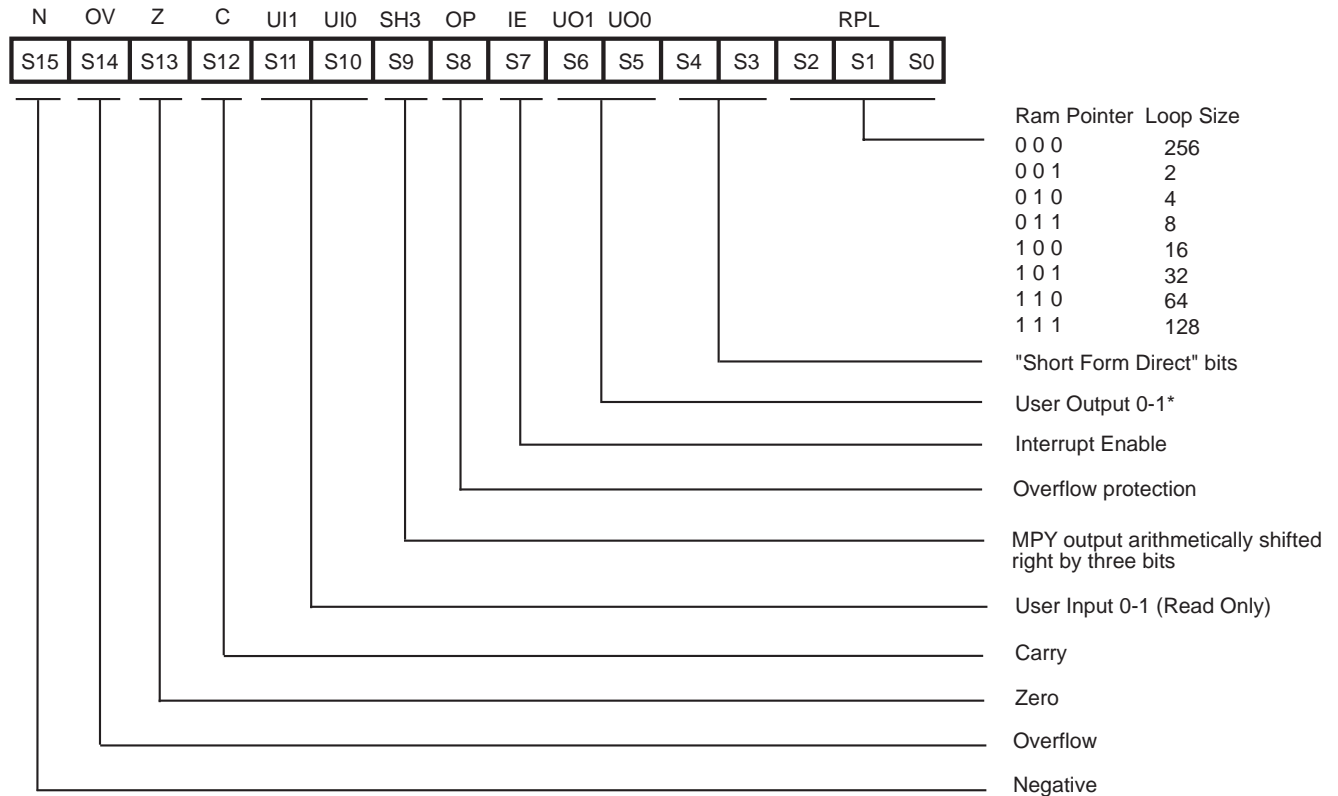 N OV Z C UI1 UI0 SH3 OP IE UO1 UO0 RPL
S15 S14 S13 S12 S11 S10 S9 S8 S7 S6 S5 S4 S3 S2 S1 S0
Ram Pointer Loop Size
0 0 0 256
0 0 1 2
0 1 0 4
0 1 1 8
1 0 0 16
1 0 1 32
1 1 0 64
1 1 1 128
"Short Form Direct" bits
User Output 0-1*
Interrupt Enable
Overflow protection
MPY output arithmetically shifted
right by three bits
User Input 0-1 (Read Only)
Carry
Zero
Overflow
Negative